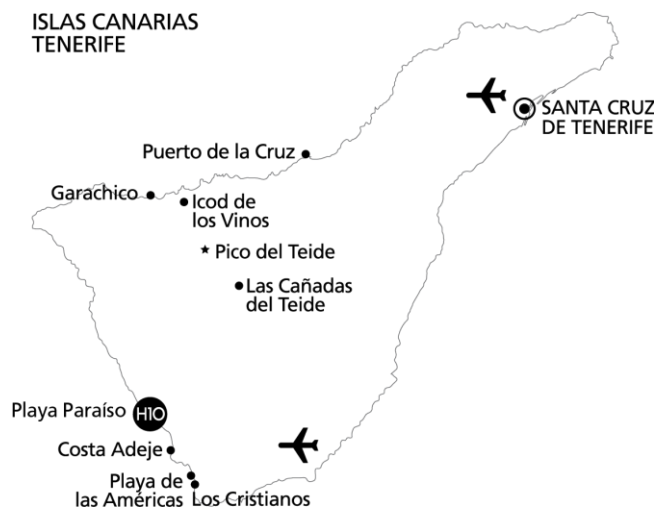 ISLAS CANARIAS
TENERIFE
SANTA CRUZ
DE TENERIFE
Puerto de la Cruz
Garachico
Icod de
los Vinos
Pico del Teide
Las Cañadas
del Teide
Playa Paraíso
H10
Costa Adeje
Playa de
las Américas
Los Cristianos